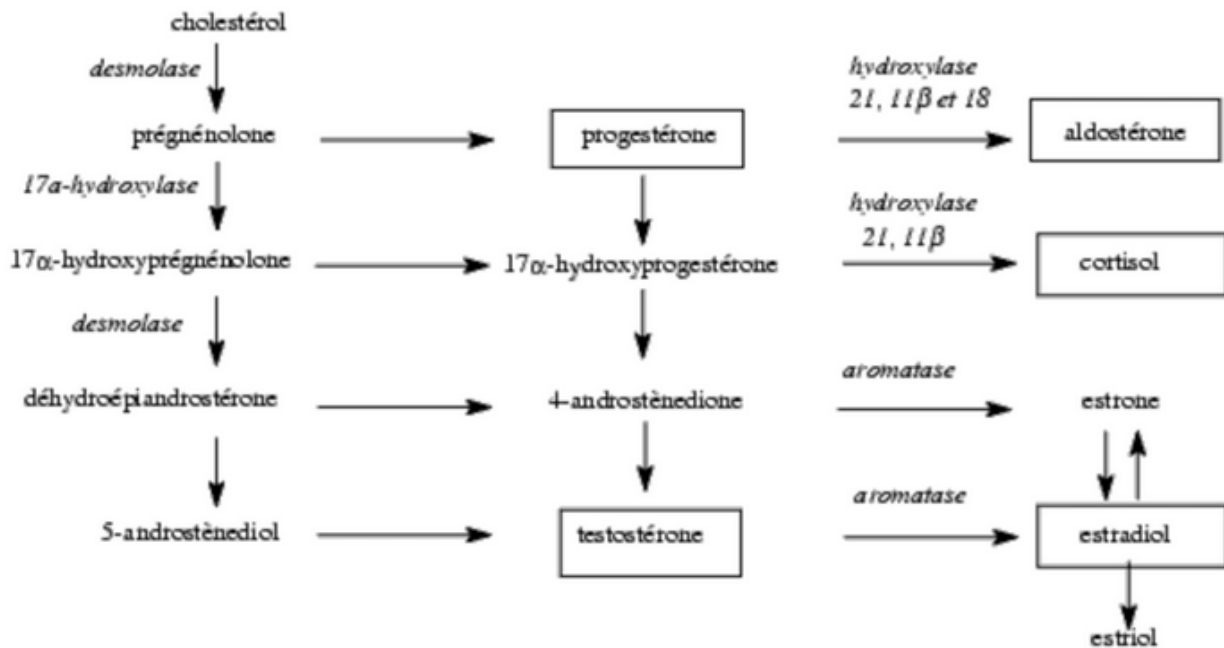 cholestérol
desmolase
hydroxylase
21, 11β et 18
prégnénolone
progestérone
aldostérone
17a-hydroxylase
hydroxylase
21, 11β
17α-hydroxyprégnénolone
17α-hydroxyprogestérone
cortisol
desmolase
aromatase
déhydroépiandrostérone
4-androstènedione
estrone
aromatase
5-androstènediol
testostérone
estradiol
estriol